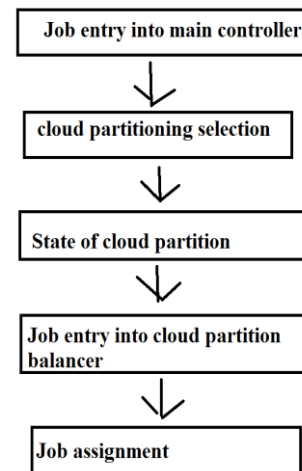 Job entry into main controller
cloud partitioning selection
State of cloud partition
Job entry into cloud partition
balancer
Job assignment